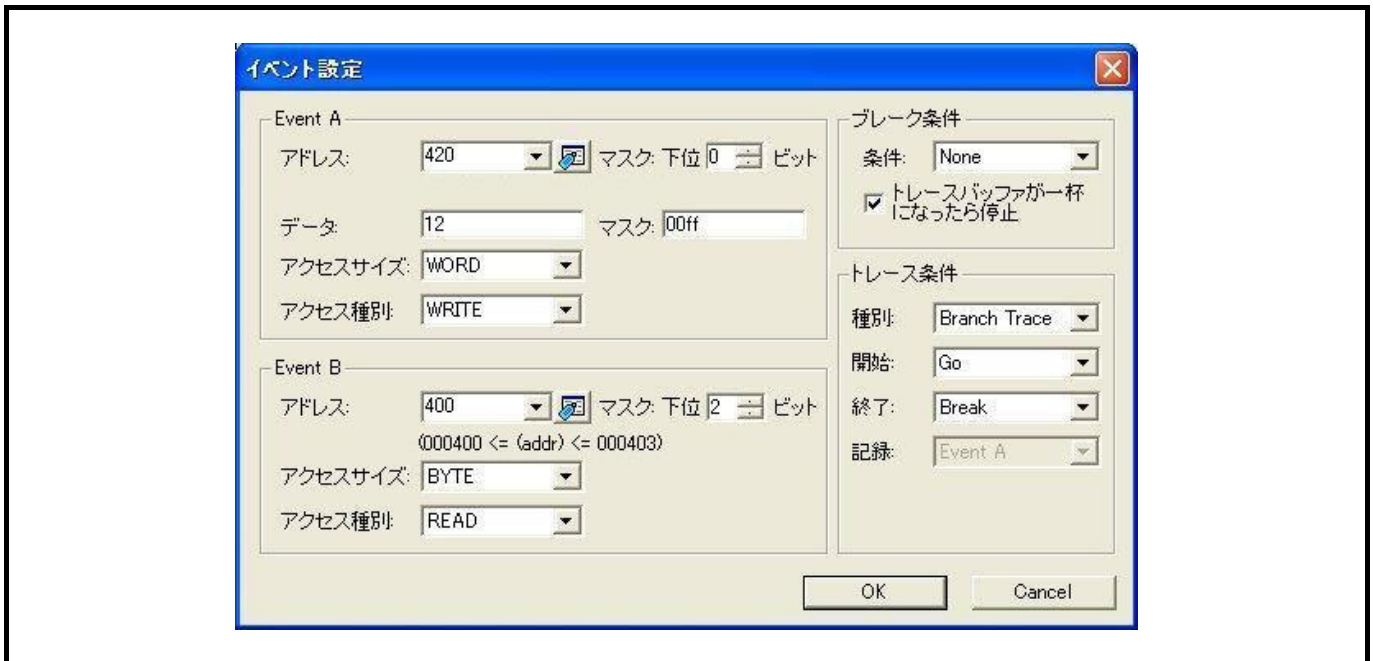 イベント設定
Event A
アドレス: 420 マスク: 下位 0 ビット
データ: 12 マスク: 00ff
アクセスサイズ: WORD
アクセス種別: WRITE
Event B
アドレス: 400 マスク: 下位 2 ビット
(000400 <= (addr) <= 000403)
アクセスサイズ: BYTE
アクセス種別: READ
ブレーク条件
条件: None
トレースバッファが一杯
になったら停止
トレース条件
種別: Branch Trace
開始: Go
終了: Break
記録: Event A
OK Cancel